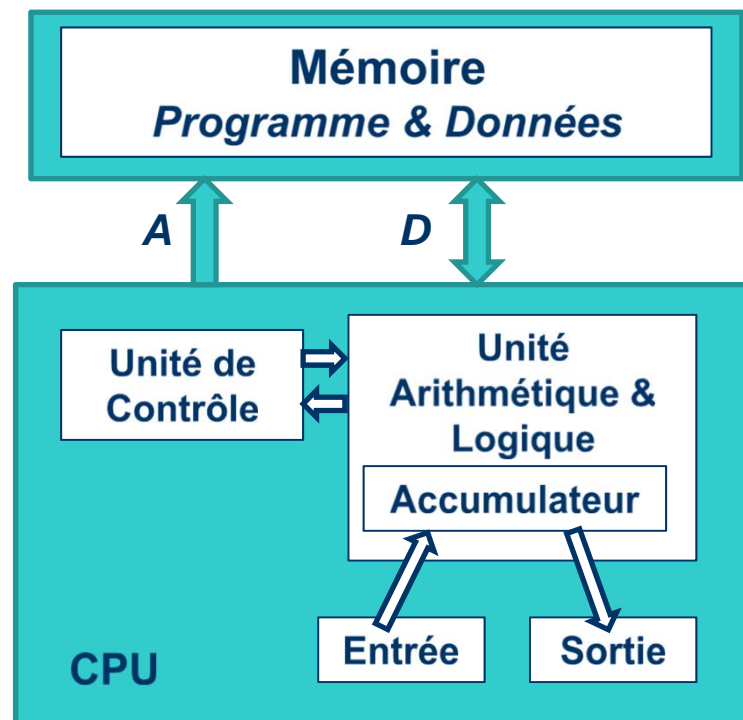 Mémoire
Programme & Données
A
D
Unité de
Contrôle
Unité
Arithmétique &
Logique
Accumulateur
Entrée
Sortie
CPU